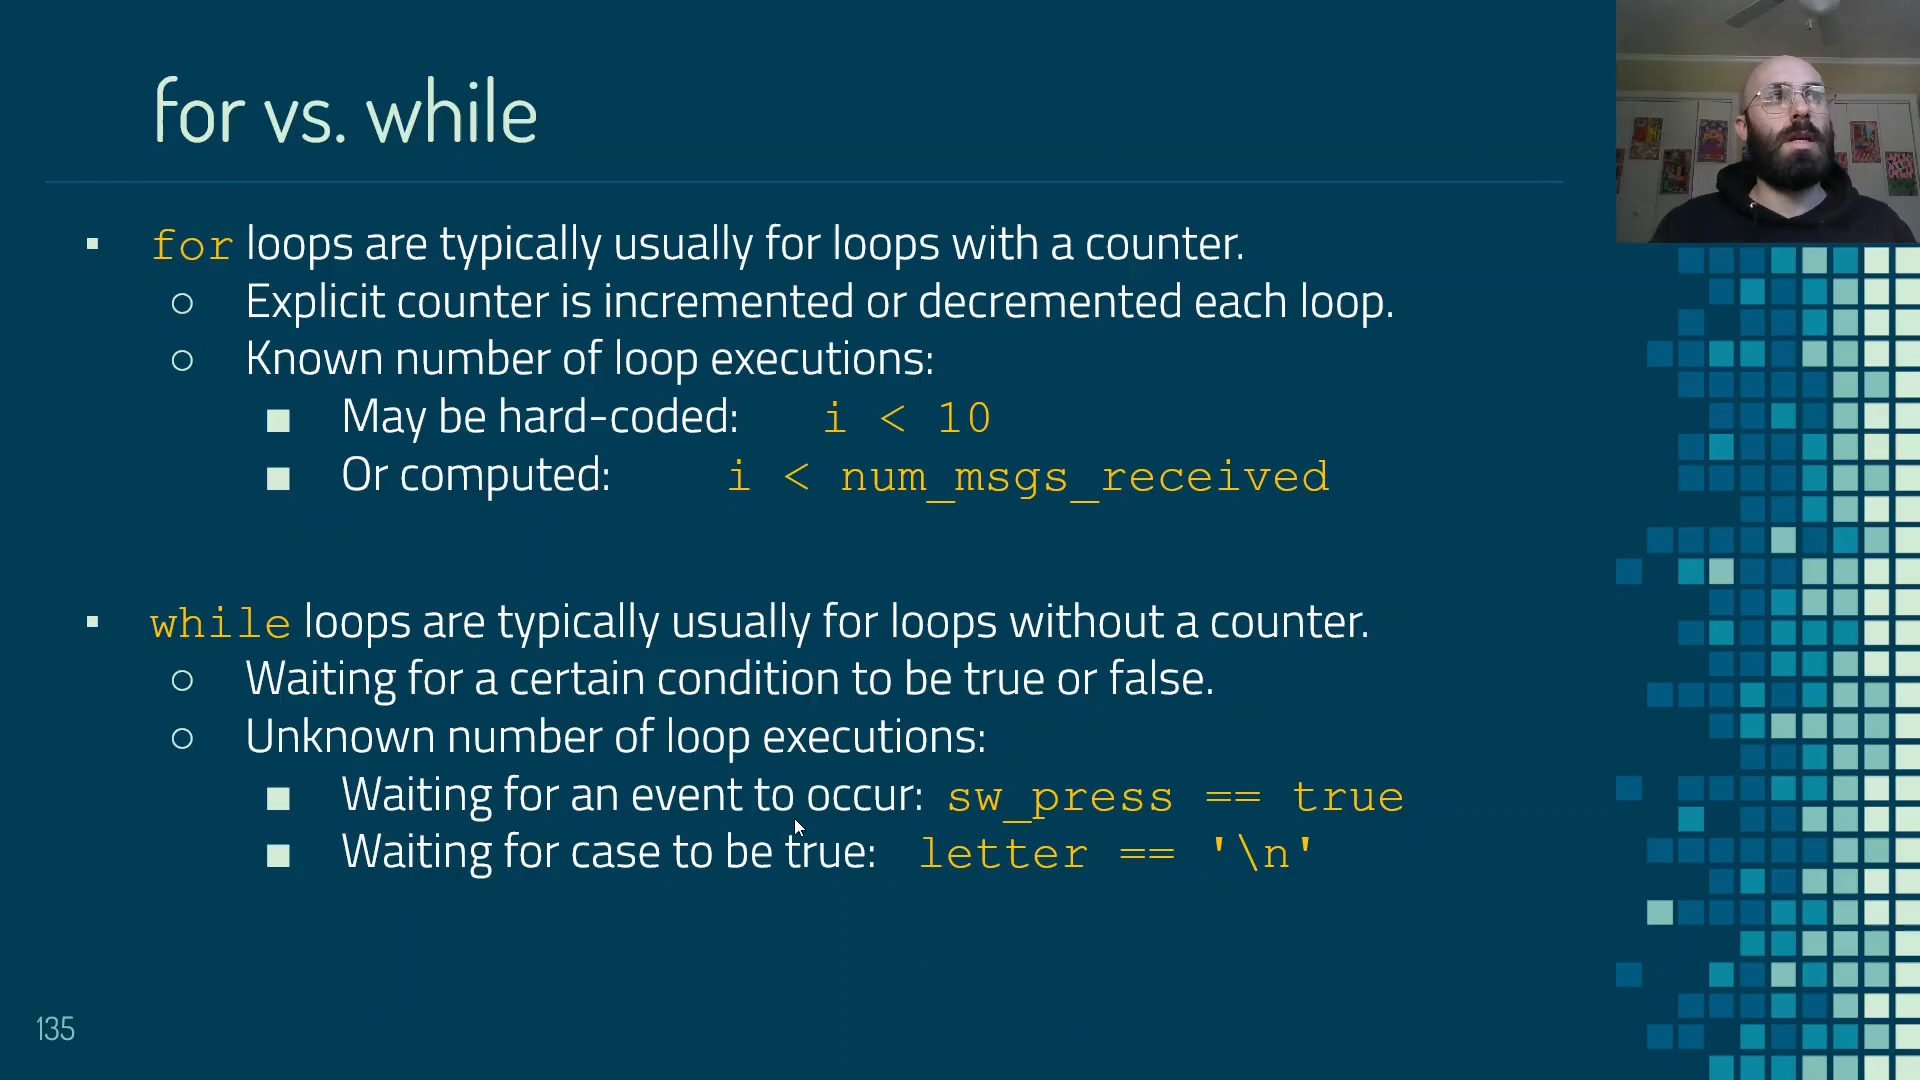 for vs. while
for loops are typically usually for loops with a counter.
Explicit counter is incremented or decremented each loop.
Known number of loop executions:
May be hard-coded: i < 10
Or computed: i < num_msgs_received
while loops are typically usually for loops without a counter.
Waiting for a certain condition to be true or false.
Unknown number of loop executions:
Waiting for an event to occur: sw_press == true
Waiting for case to be true: letter == '\n'
135